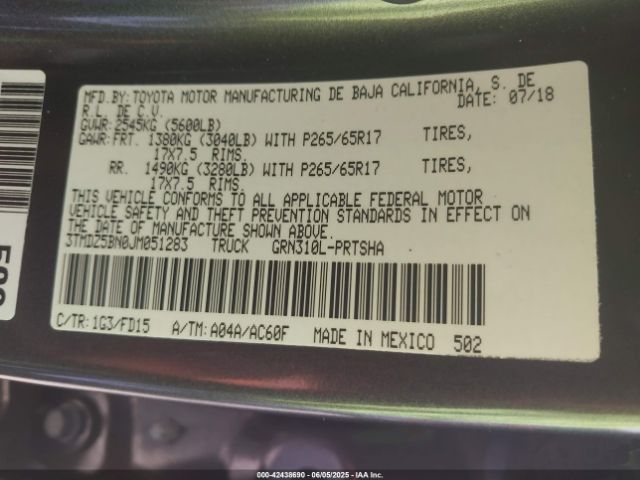 MFD.BY:TOYOTA MOTOR MANUFACTURING DE BAJA CALIFORNIA, S. DE
R.L. DE C.V. DATE: 07/18
GVWR:2545KG (5600LB)
GAWR:FRT. 1380KG (3040LB) WITH P265/65R17 TIRES,
17X7.5 RIMS.
RR. 1490KG (3280LB) WITH P265/65R17 TIRES,
17X7.5 RIMS.
THIS VEHICLE CONFORMS TO ALL APPLICABLE FEDERAL MOTOR
VEHICLE SAFETY AND THEFT PREVENTION STANDARDS IN EFFECT ON
THE DATE OF MANUFACTURE SHOWN ABOVE.
3TMDZ5BN0JM051283 TRUCK GRN310L-PRTSHA
C/TR:1G3/FD15 A/TM:A04A/AC60F MADE IN MEXICO 502
000-42438690 - 06/05/2025 - IAA Inc.